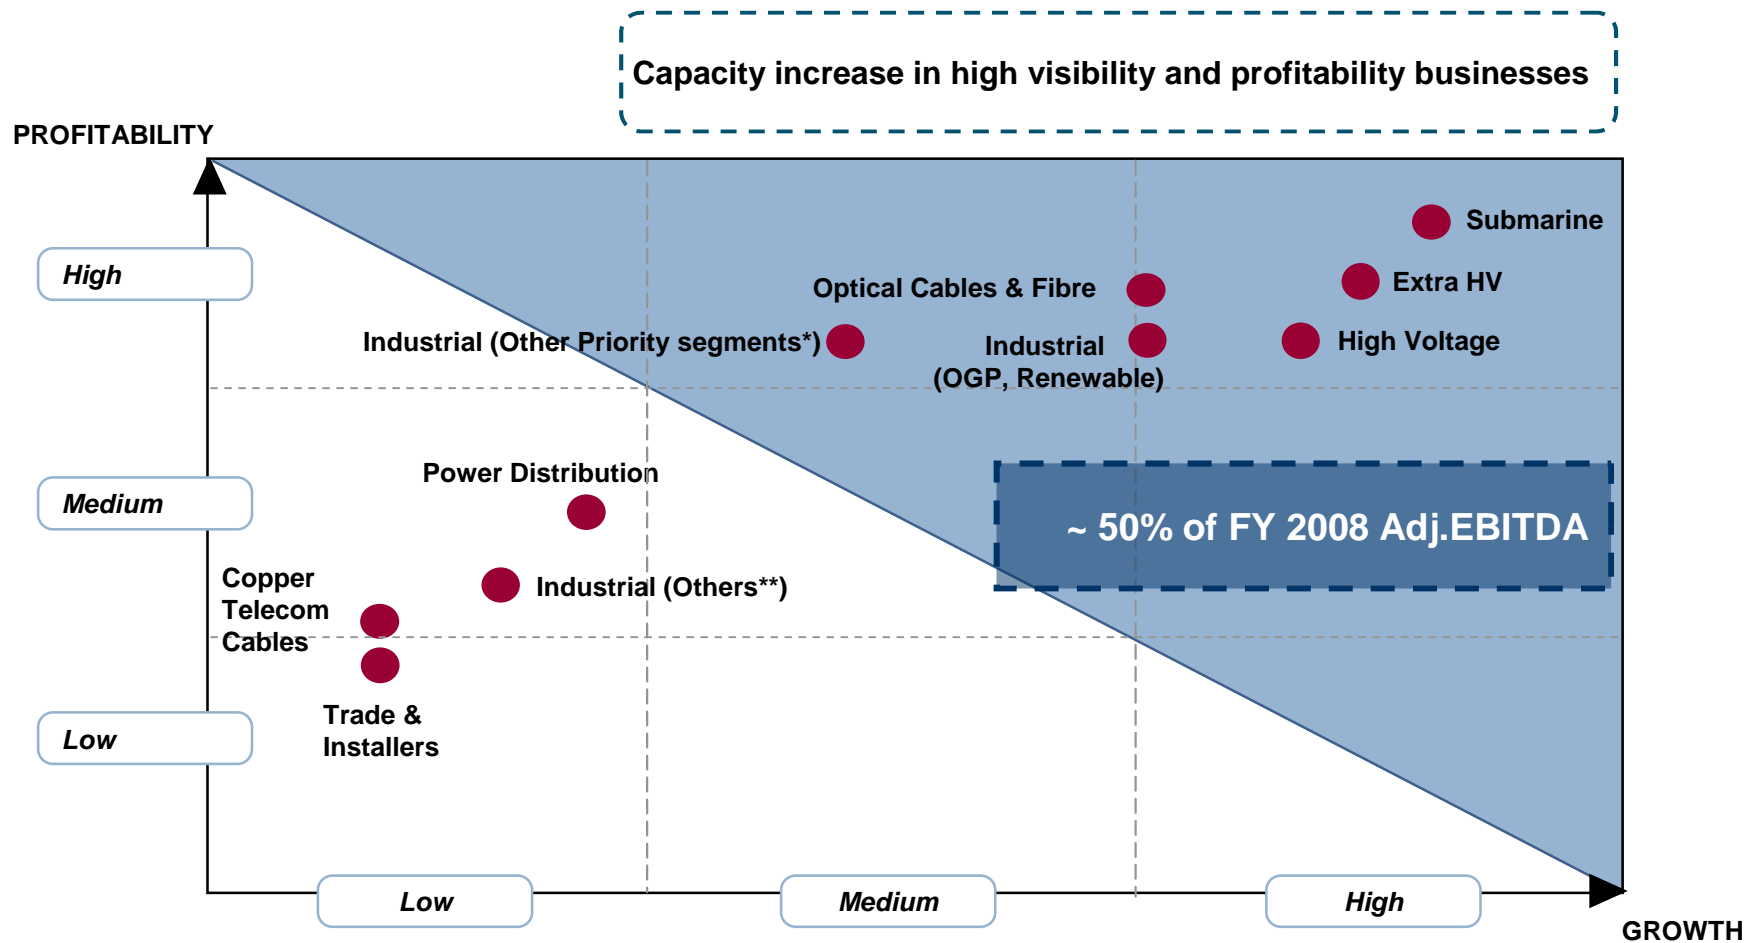 Capacity increase in high visibility and profitability businesses
PROFITABILITY
Submarine
High
Extra HV
Optical Cables & Fibre
Industrial (Other Priority segments*)
Industrial
(OGP, Renewable)
High Voltage
Power Distribution
Medium
~ 50% of FY 2008 Adj.EBITDA
Copper
Telecom
Cables
Industrial (Others**)
Trade &
Installers
Low
Low
Medium
High
GROWTH